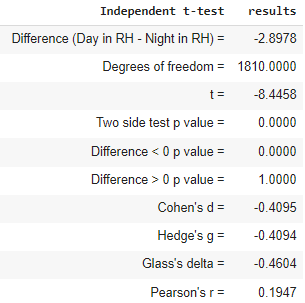 Independent t-test results
Difference (Day in RH - Night in RH) = -2.8978
Degrees of freedom = 1810.0000
t = -8.4458
Two side test p value = 0.0000
Difference < 0 p value = 0.0000
Difference > 0 p value = 1.0000
Cohen's d = -0.4095
Hedge's g = -0.4094
Glass's delta = -0.4604
Pearson's r = 0.1947